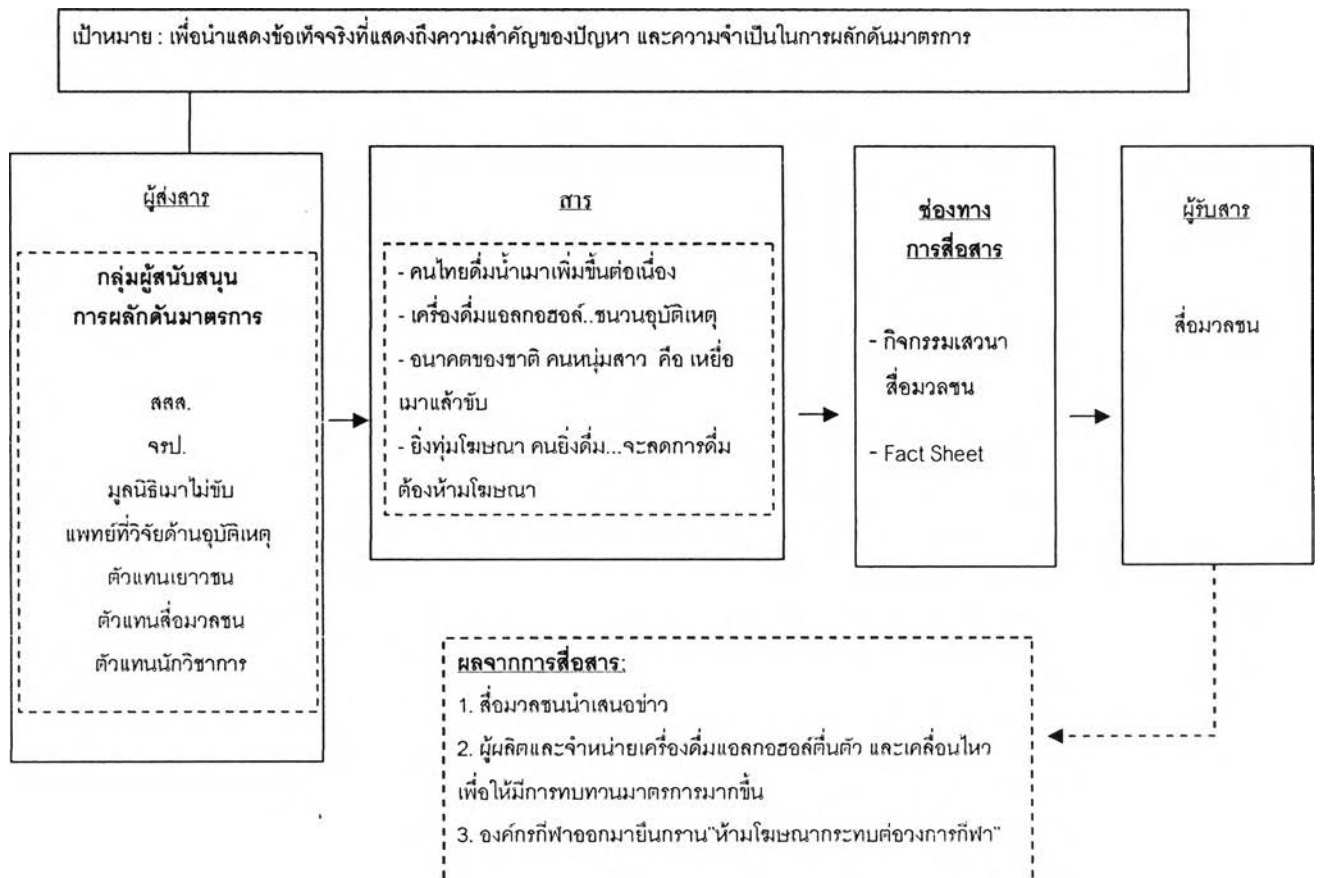 เป้าหมาย : เพื่อนำแสดงข้อเท็จจริงที่แสดงถึงความสำคัญของปัญหา และความจำเป็นในการผลักดันมาตรการ
ผู้ส่งสาร
กลุ่มผู้สนับสนุน
การผลักดันมาตรการ
สสส.
จรป.
มูลนิธิเมาไม่ขับ
แพทย์ที่วิจัยด้านอุบัติเหตุ
ตัวแทนเยาวชน
ตัวแทนสื่อมวลชน
ตัวแทนนักวิชาการ
สาร
- คนไทยดื่มน้ำเมาเพิ่มขึ้นต่อเนื่อง
- เครื่องดื่มแอลกอฮอล์..ชนวนอุบัติเหตุ
- อนาคตของชาติ คนหนุ่มสาว คือ เหยื่อ
เมาแล้วขับ
- ยิ่งทุ่มโฆษณา คนยิ่งดื่ม...จะลดการดื่ม
ต้องห้ามโฆษณา
ช่องทาง
การสื่อสาร
- กิจกรรมเสวนา
สื่อมวลชน
- Fact Sheet
ผู้รับสาร
สื่อมวลชน
ผลจากการสื่อสาร:
1. สื่อมวลชนนำเสนอข่าว
2. ผู้ผลิตและจำหน่ายเครื่องดื่มแอลกอฮอล์ตื่นตัว และเคลื่อนไหว
เพื่อให้มีการทบทวนมาตรการมากขึ้น
3. องค์กรกีฬาออกมายืนกราน"ห้ามโฆษณากระทบต่อวงการกีฬา"